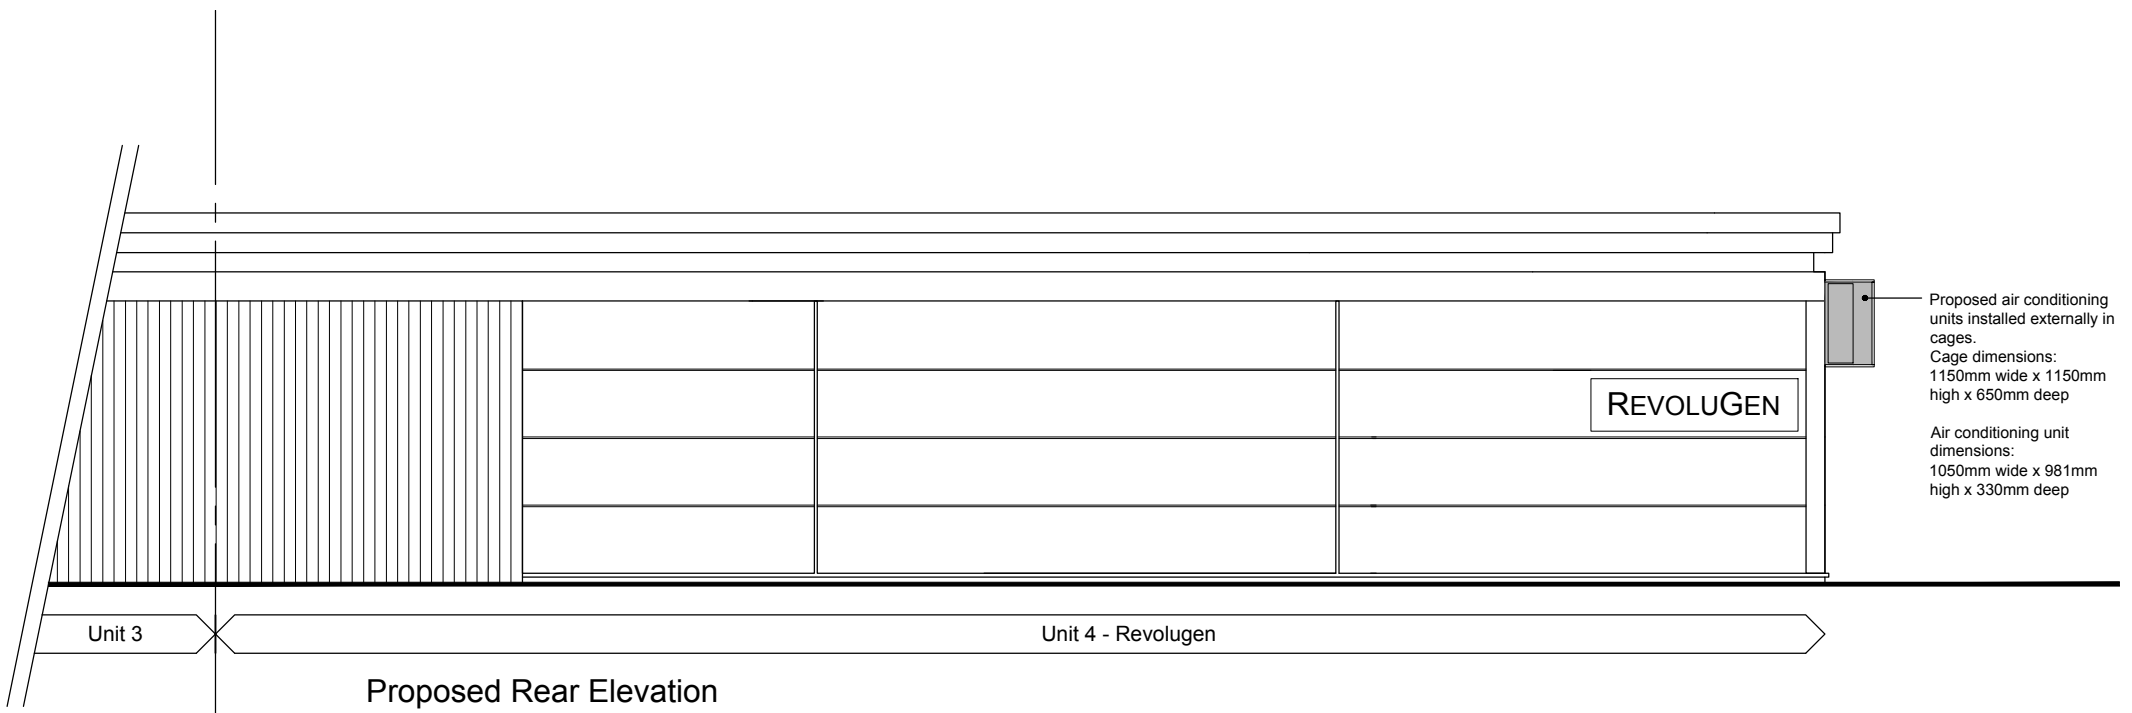 Proposed air conditioning
units installed externally in
cages.
Cage dimensions:
1150mm wide x 1150mm
high x 650mm deep
REVOLUGEN
Air conditioning unit
dimensions:
1050mm wide x 981mm
high x 330mm deep
Unit 3
Unit 4 - Revolugen
Proposed Rear Elevation